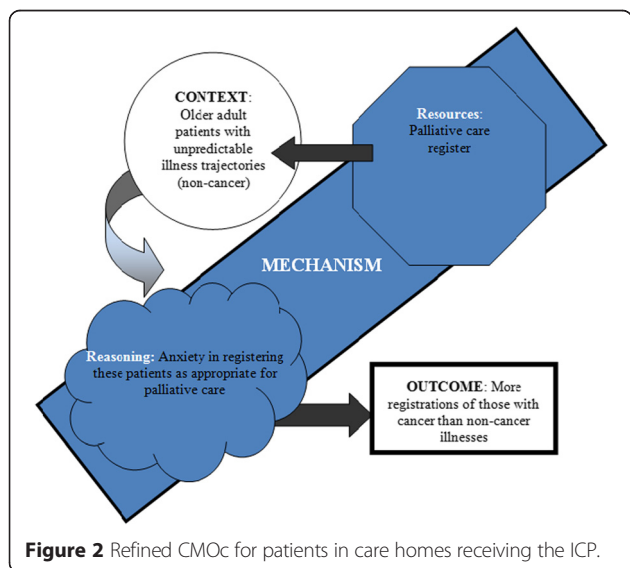 CONTEXT:
Older adult
patients with
unpredictable
illness trajectories
(non-cancer)
Resources:
Palliative care
register
MECHANISM
Reasoning: Anxiety in registering
these patients as appropriate for
palliative care
OUTCOME: More
registrations of those with
cancer than non-cancer
illnesses
Figure 2 Refined CMOc for patients in care homes receiving the ICP.